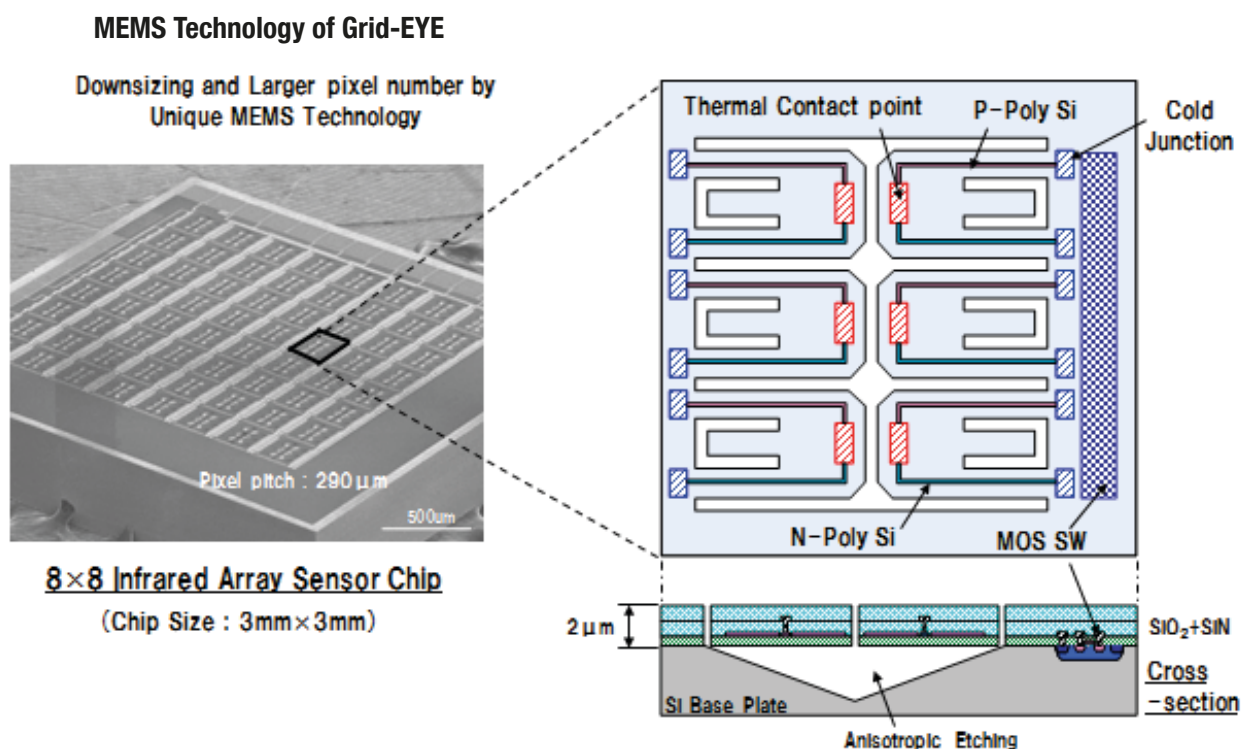 MEMS Technology of Grid-EYE
Downsizing and Larger pixel number by
Unique MEMS Technology
Pixel pitch : 290μm
500um
8×8 Infrared Array Sensor Chip
(Chip Size : 3mm×3mm)
Thermal Contact point
P-Poly Si
Cold
Junction
N-Poly Si
MOS SW
2μm
SiO₂+SiN
Si Base Plate
Cross
-section
Anisotropic Etching